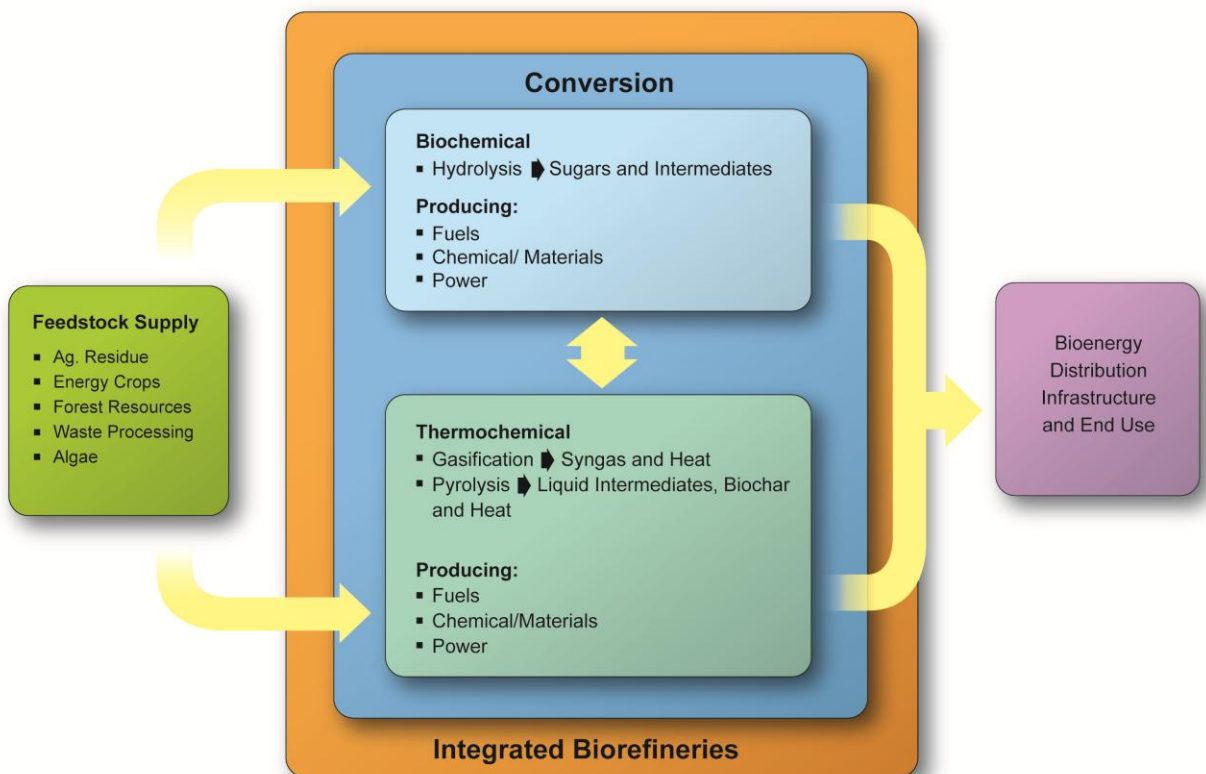 Conversion
Biochemical
▪ Hydrolysis ➡ Sugars and Intermediates
Producing:
▪ Fuels
▪ Chemical/ Materials
▪ Power
Feedstock Supply
▪ Ag. Residue
▪ Energy Crops
▪ Forest Resources
▪ Waste Processing
▪ Algae
Thermochemical
▪ Gasification ➡ Syngas and Heat
▪ Pyrolysis ➡ Liquid Intermediates, Biochar
and Heat
Producing:
▪ Fuels
▪ Chemical/Materials
▪ Power
Bioenergy
Distribution
Infrastructure
and End Use
Integrated Biorefineries